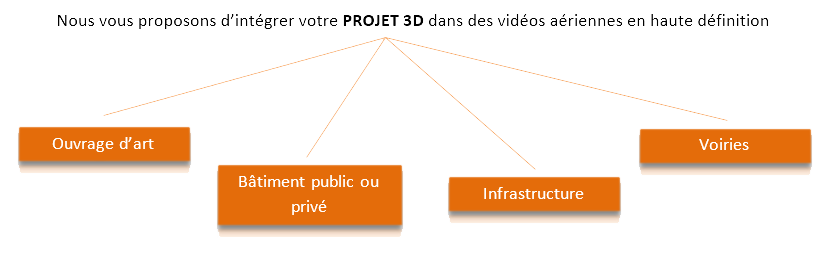 Nous vous proposons d’intégrer votre PROJET 3D dans des vidéos aériennes en haute définition
Ouvrage d’art
Bâtiment public ou
privé
Infrastructure
Voiries